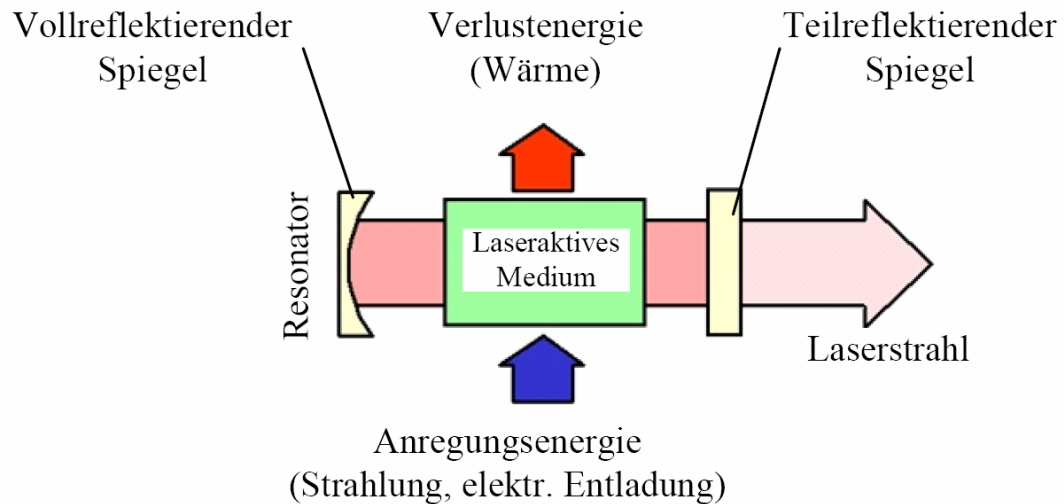 Vollreflektierender
Spiegel
Verlustenergie
(Wärme)
Teilreflektierender
Spiegel
Resonator
Laseraktives
Medium
Laserstrahl
Anregungsenergie
(Strahlung, elektr. Entladung)